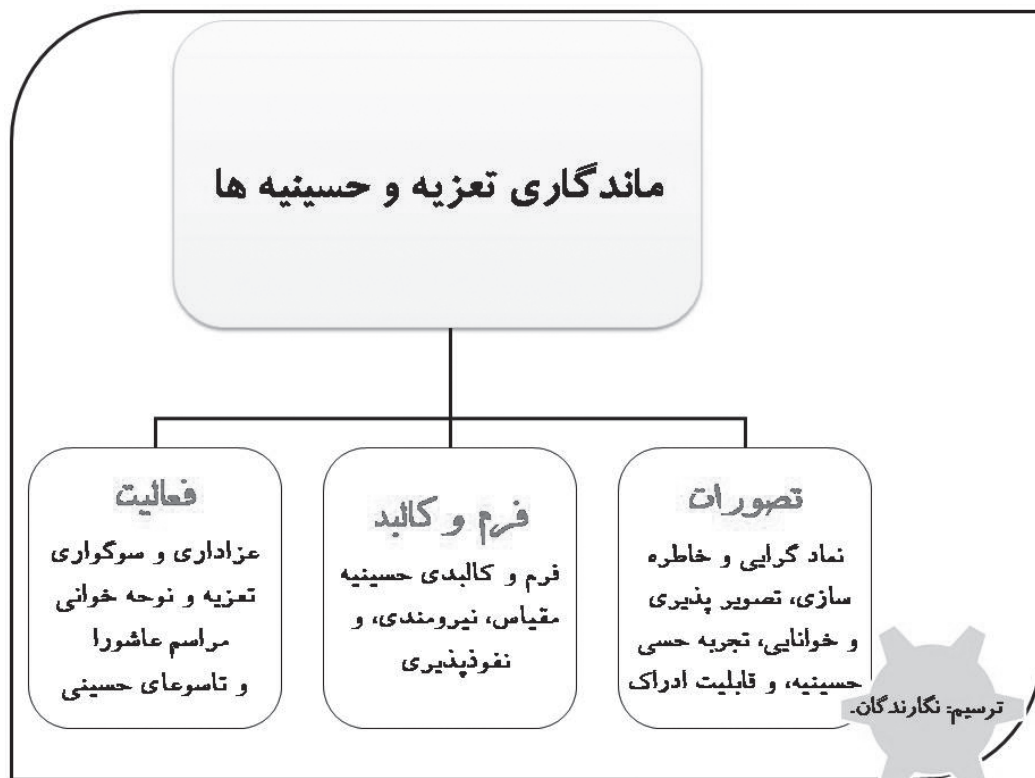 ماندگاری تعزیه و حسینیه ها
تصورات
نماد گرایی و خاطره
سازی، تصویر پذیری
و خوانایی، تجربه حسی
حسینیه، و قابلیت ادراک
فرم و کالبد
فرم و کالبدی حسینیه
مقیاس، نیرومندی، و
نفوذپذیری
فعالیت
عزاداری و سوگواری
تعزیه و نوحه خوانی
مراسم عاشورا
و تاسوعای حسینی
ترسیم: نگارندگان.